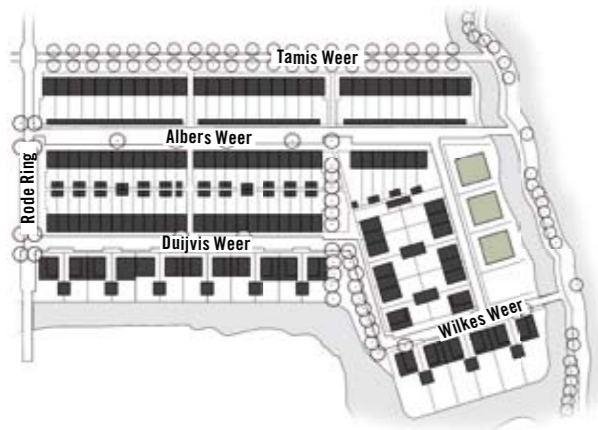 Tamis Weer
Albers Weer
Rode Ring
Duijvis Weer
Wilkes Weer